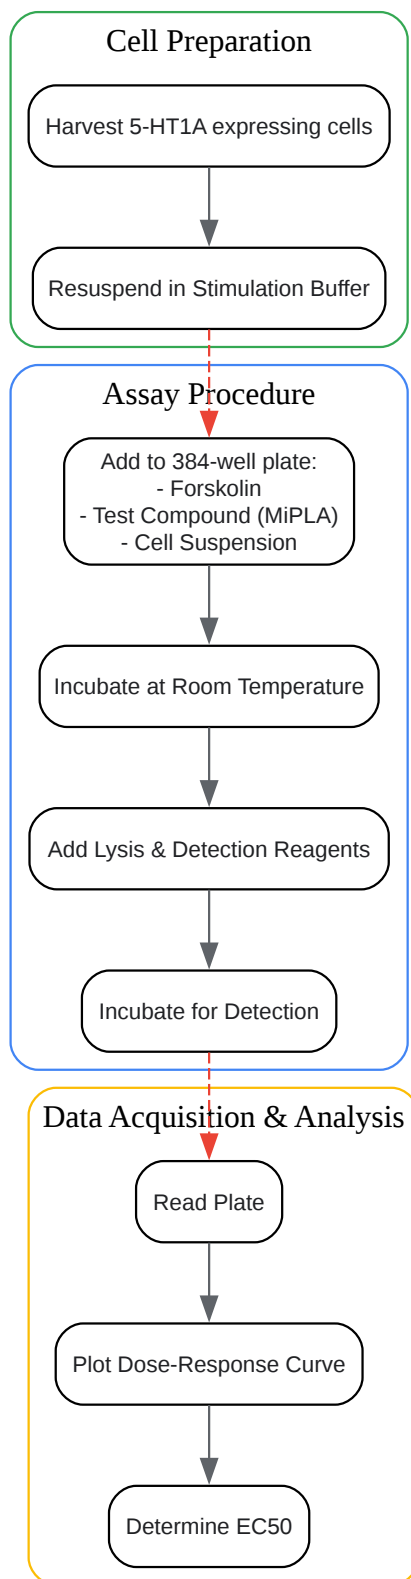 Cell Preparation
Harvest 5-HT1A expressing cells
Resuspend in Stimulation Buffer
Assay Procedure
Add to 384-well plate:
- Forskolin
- Test Compound (MiPLA)
- Cell Suspension
Incubate at Room Temperature
Add Lysis & Detection Reagents
Incubate for Detection
Data Acquisition & Analysis
Read Plate
Plot Dose-Response Curve
Determine EC50